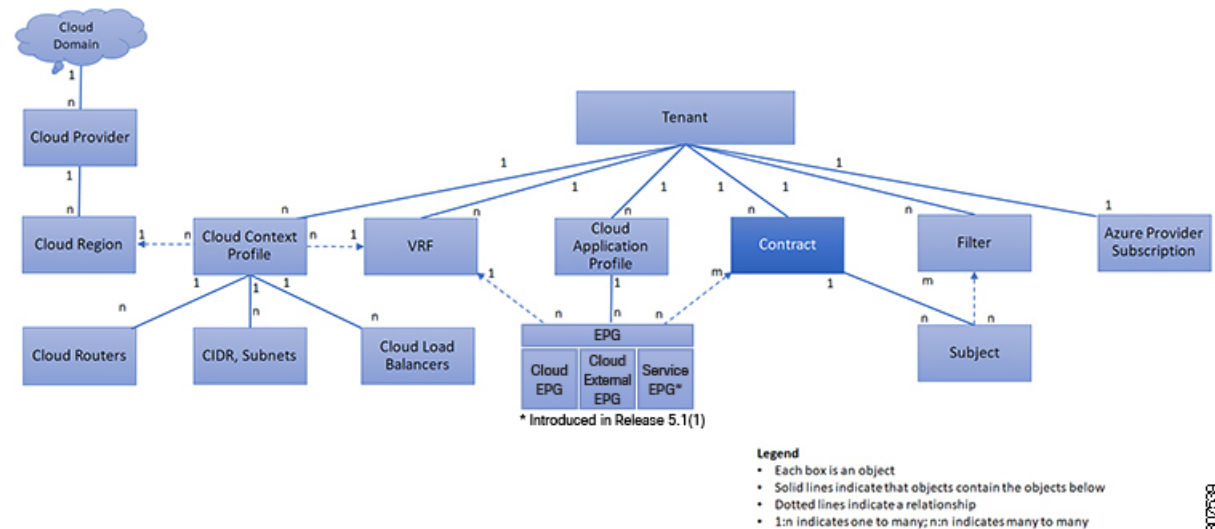 Cloud
Domain
1
n
Cloud Provider
Tenant
1
1
1
1
1
1
1
n
n
n
n
n
n
1
Cloud Region
1
n
Cloud Context
Profile
n
1
VRF
Cloud
Application
Profile
Contract
Filter
Azure Provider
Subscription
1
1
1
1
1
m
1
m
n
n
n
n
n
n
n
n
Cloud Routers
CIDR, Subnets
Cloud Load
Balancers
EPG
Cloud
EPG
Cloud
External
EPG
Service
EPG*
Subject
* Introduced in Release 5.1(1)
Legend
• Each box is an object
• Solid lines indicate that objects contain the objects below
• Dotted lines indicate a relationship
• 1:n indicates one to many; n:n indicates many to many